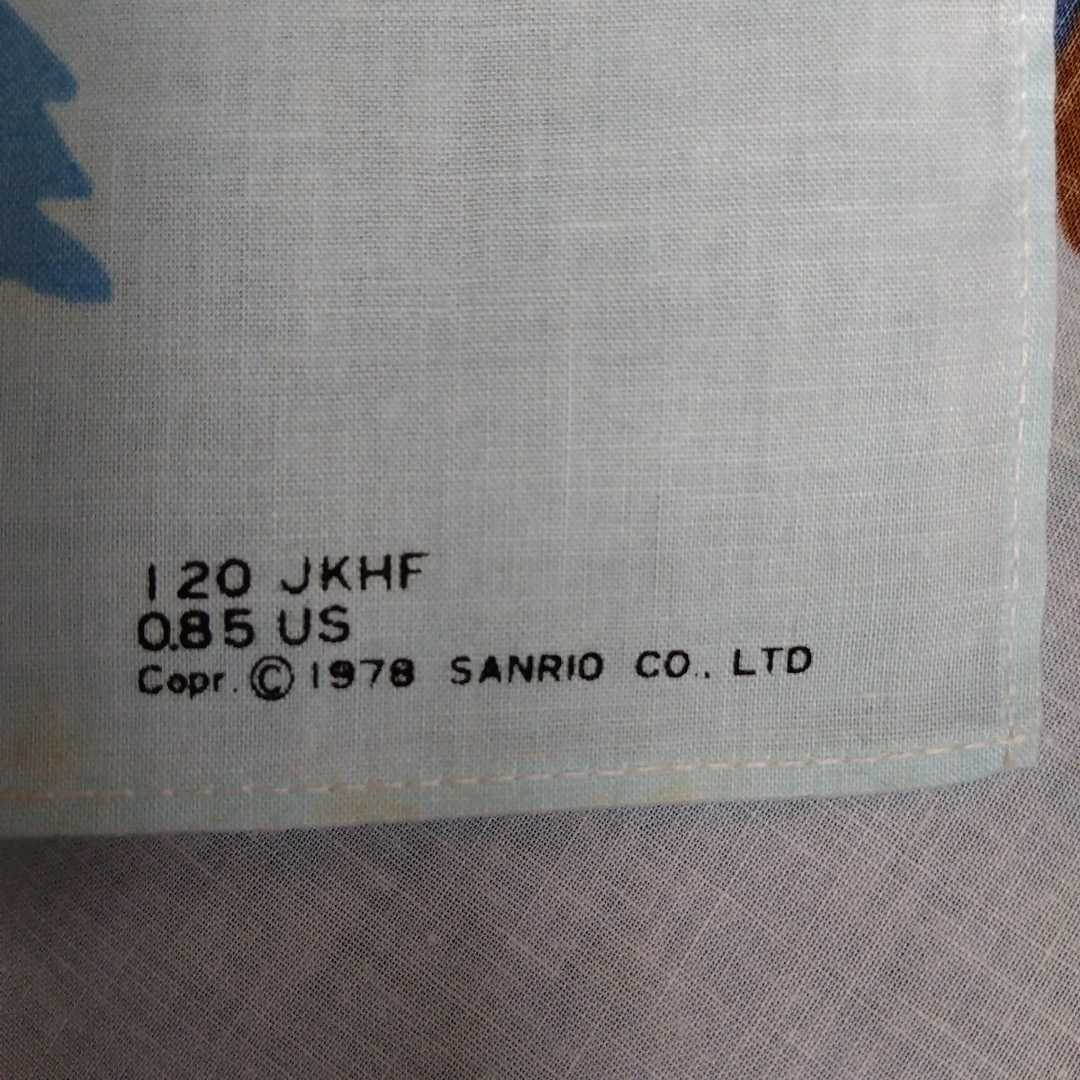 120 JKHF
0.85 US
Copr. © 1978 SANRIO CO., LTD